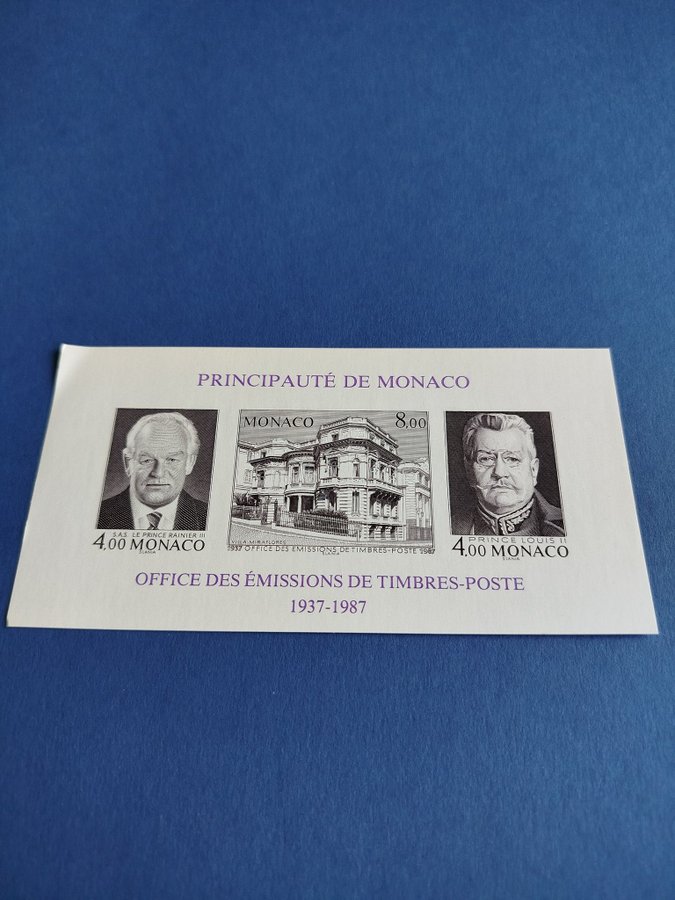 PRINCIPAUTÉ DE MONACO
S.A.S. LE PRINCE RAINIER III
4,00 MONACO
MONACO 8,00
VILLA MIRAFLORES
1937 OFFICE DES ÉMISSIONS DE TIMBRES-POSTE 1987
PRINCE LOUIS II
4,00 MONACO
OFFICE DES ÉMISSIONS DE TIMBRES-POSTE
1937-1987